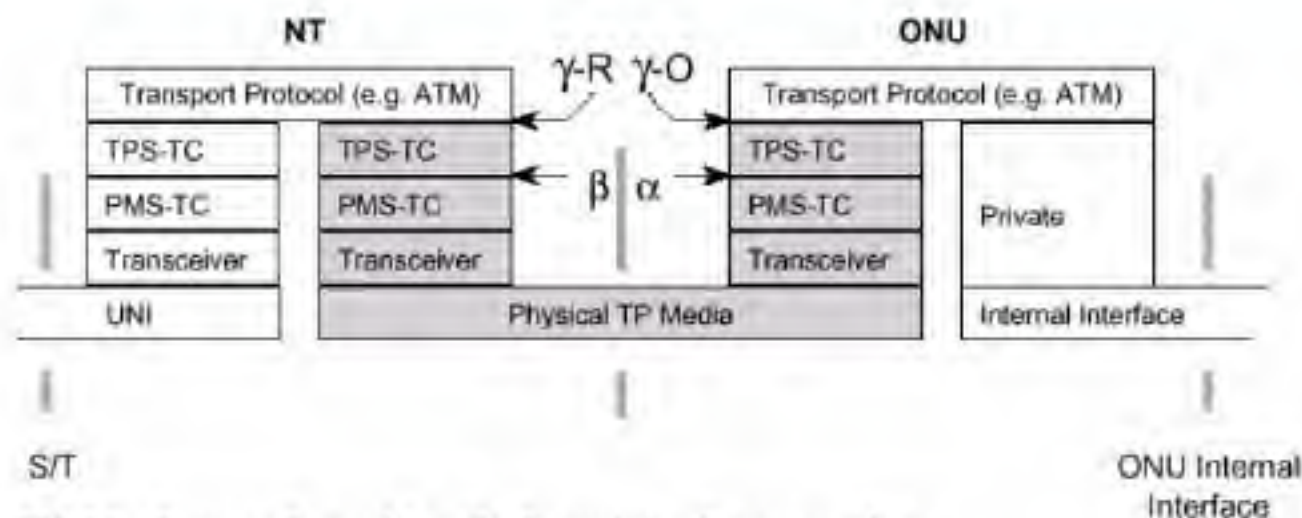 NT ONU
γ-R γ-O
Transport Protocol (e.g. ATM) Transport Protocol (e.g. ATM)
TPS-TC TPS-TC TPS-TC
β α
PMS-TC PMS-TC PMS-TC Private
Transceiver Transceiver Transceiver
UNI Physical TP Media Internal Interface
S/T ONU Internal
Interface